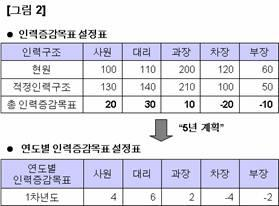 [그림 2]
● 인력증감목표 설정표
인력구조 사원 대리 과장 차장 부장
현원 100 110 200 120 60
적정인력구조 130 140 210 100 50
총 인력증감목표 20 30 10 -20 -10
"5년 계획"
● 연도별 인력증감목표 설정표
연도별 인력증감목표 사원 대리 과장 차장 부장
1차년도 4 6 2 -4 -2